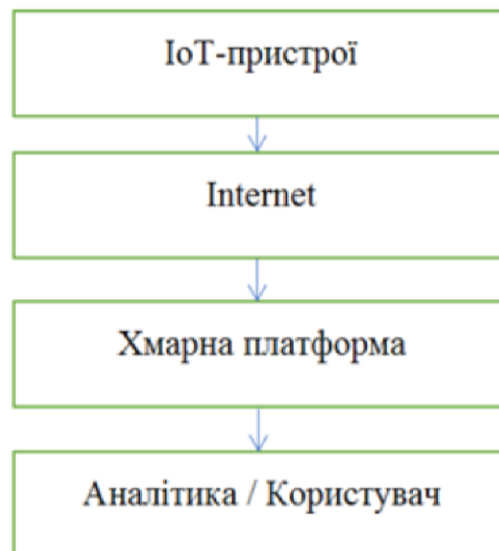 IoT-пристрої
Internet
Хмарна платформа
Аналітика / Користувач